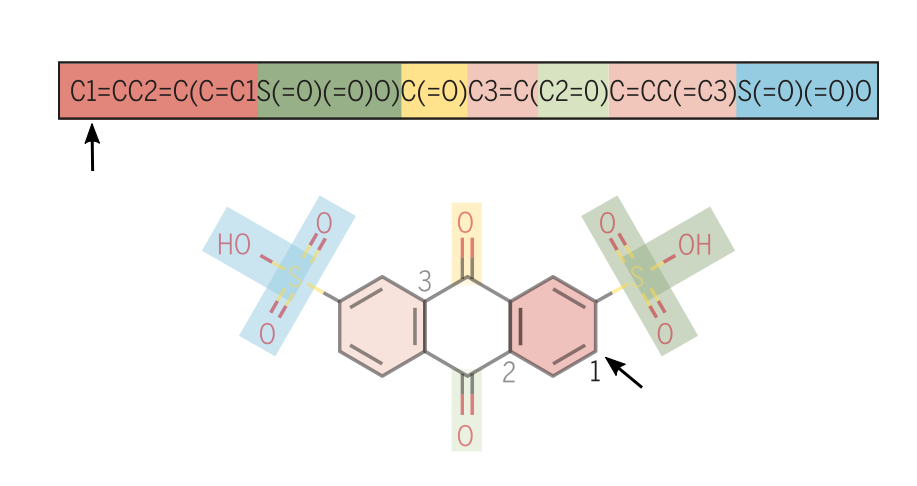 C1=CC2=C(C=C1S(=O)(=O)O)C(=O)C3=C(C2=O)C=CC(=C3)S(=O)(=O)O
O O O
HO S 3 S OH
O O
2 1
O